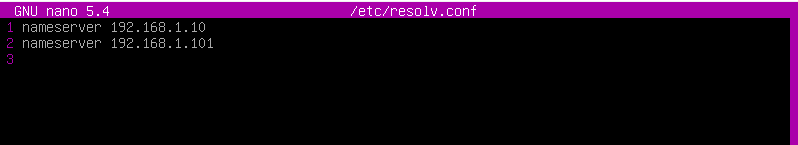 GNU nano 5.4 /etc/resolv.conf
1 nameserver 192.168.1.10
2 nameserver 192.168.1.101
3